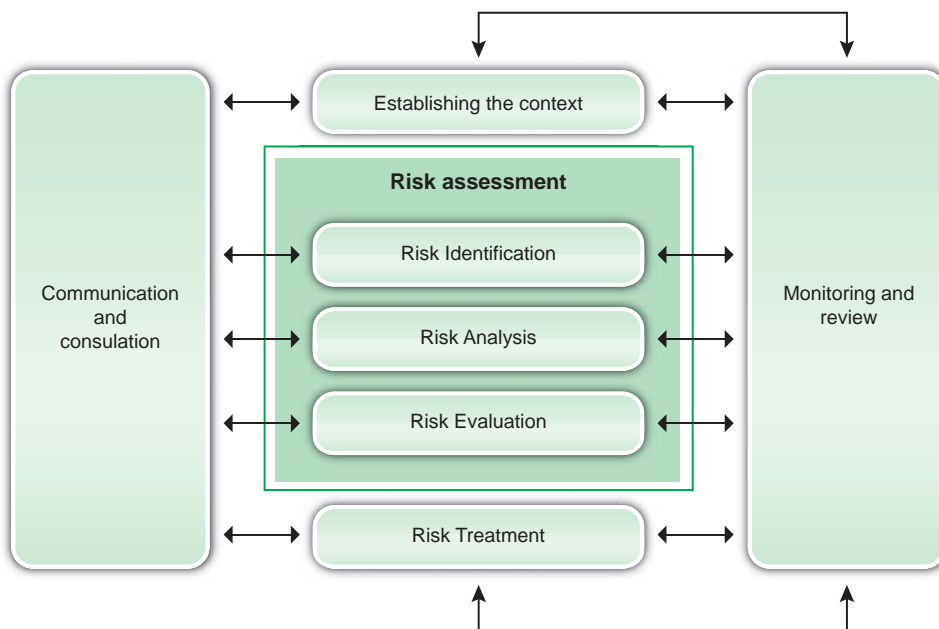 Establishing the context
Risk assessment
Risk Identification
Communication
and
consulation
Monitoring and
review
Risk Analysis
Risk Evaluation
Risk Treatment